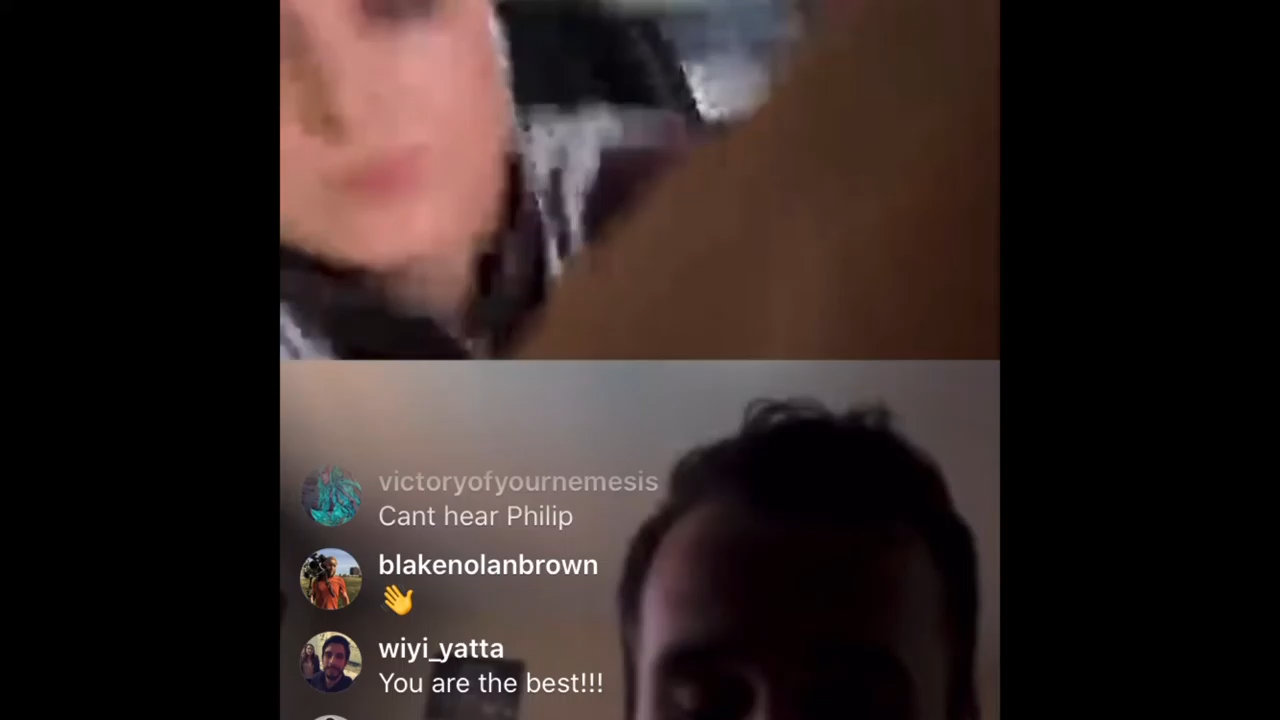 victoryofyournemesis
Cant hear Philip
blakenolanbrown
👋
wiyi_yatta
You are the best!!!